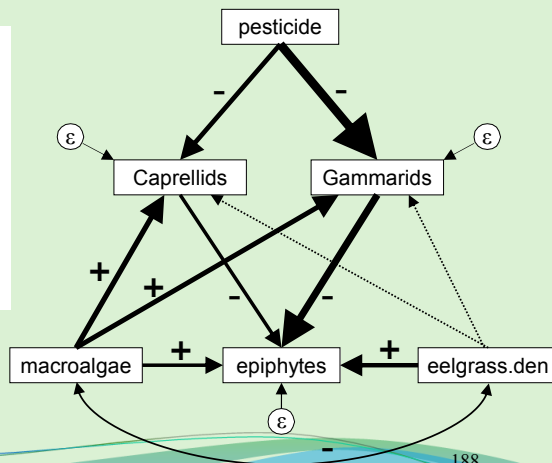 pesticide
- -
ε ε
Caprellids Gammarids
+ + - -
macroalgae + epiphytes + eelgrass.den
ε
-
188